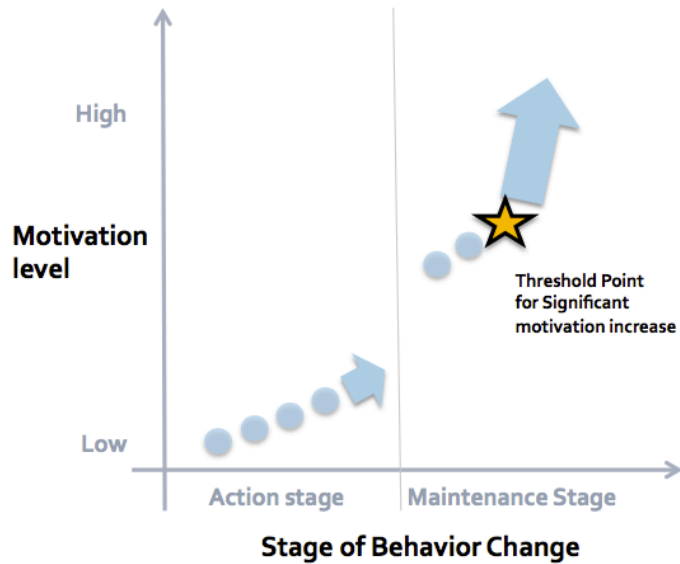 High
Motivation
level
Threshold Point
for Significant
motivation increase
Low
Action stage
Maintenance Stage
Stage of Behavior Change